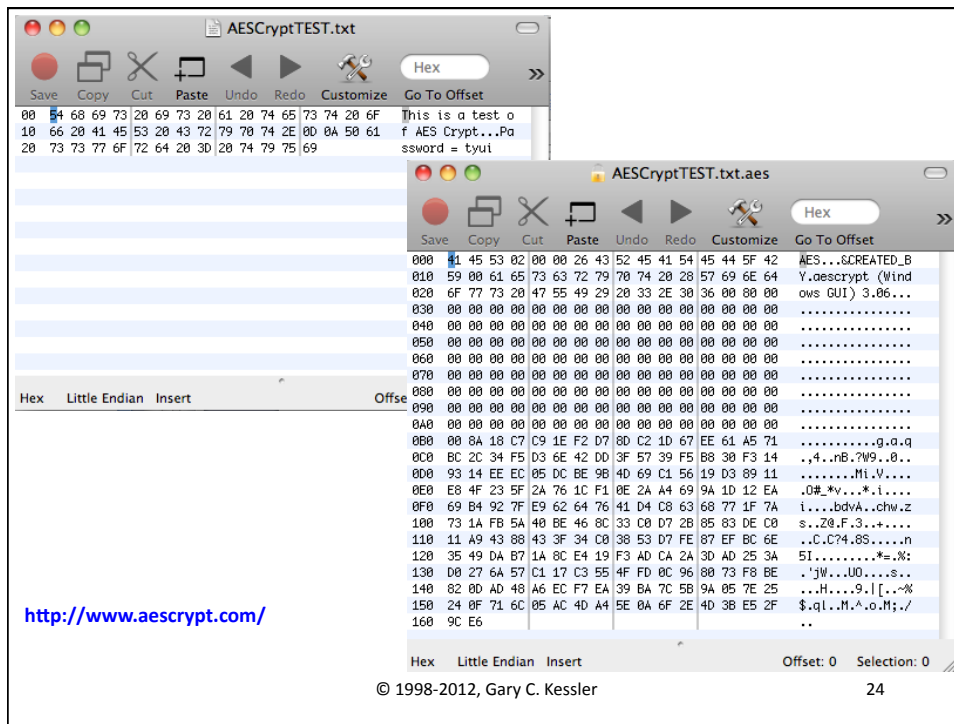 AESCryptTEST.txt
Hex
Save Copy Cut Paste Undo Redo Customize Go To Offset
00 54 68 69 73 20 69 73 20 61 20 74 65 73 74 20 6F This is a test o
10 66 20 41 45 53 20 43 72 79 70 74 2E 0D 0A 50 61 f AES Crypt...Pa
20 73 73 77 6F 72 64 20 3D 20 74 79 75 69 ssword = tyui
Hex Little Endian Insert Offse
AESCryptTEST.txt.aes
Hex
Save Copy Cut Paste Undo Redo Customize Go To Offset
000 41 45 53 02 00 00 26 43 52 45 41 54 45 44 5F 42 AES...&CREATED_B
010 59 00 61 65 73 63 72 79 70 74 20 28 57 69 6E 64 Y.aescrypt (Wind
020 6F 77 73 20 47 55 49 29 20 33 2E 30 36 00 80 00 ows GUI) 3.06...
030 00 00 00 00 00 00 00 00 00 00 00 00 00 00 00 00 ................
040 00 00 00 00 00 00 00 00 00 00 00 00 00 00 00 00 ................
050 00 00 00 00 00 00 00 00 00 00 00 00 00 00 00 00 ................
060 00 00 00 00 00 00 00 00 00 00 00 00 00 00 00 00 ................
070 00 00 00 00 00 00 00 00 00 00 00 00 00 00 00 00 ................
080 00 00 00 00 00 00 00 00 00 00 00 00 00 00 00 00 ................
090 00 00 00 00 00 00 00 00 00 00 00 00 00 00 00 00 ................
0A0 00 00 00 00 00 00 00 00 00 00 00 00 00 00 00 00 ................
0B0 00 8A 18 C7 C9 1E F2 D7 8D C2 1D 67 EE 61 A5 71 ...........g.a.q
0C0 BC 2C 34 F5 D3 6E 42 DD 3F 57 39 F5 B8 30 F3 14 .,4..nB.?W9..0..
0D0 93 14 EE EC 05 DC BE 9B 4D 69 C1 56 19 D3 89 11 ........Mi.V....
0E0 E8 4F 23 5F 2A 76 1C F1 0E 2A A4 69 9A 1D 12 EA .O#_*v...*.i....
0F0 69 B4 92 7F E9 62 64 76 41 D4 C8 63 68 77 1F 7A i....bdvA..chw.z
100 73 1A FB 5A 40 BE 46 8C 33 C0 D7 2B 85 83 DE C0 s..Z@.F.3..+....
110 11 A9 43 88 43 3F 34 C0 38 53 D7 FE 87 EF BC 6E ..C.C?4.8S.....n
120 35 49 DA B7 1A 8C E4 19 F3 AD CA 2A 3D AD 25 3A 5I.........*=.%:
130 D0 27 6A 57 C1 17 C3 55 4F FD 0C 96 80 73 F8 BE .'jW...UO....s..
140 82 0D AD 48 A6 EC F7 EA 39 BA 7C 5B 9A 05 7E 25 ...H....9.|[..~%
150 24 0F 71 6C 05 AC 4D A4 5E 0A 6F 2E 4D 3B E5 2F $.ql..M.^.o.M;./
160 9C E6 ..
Hex Little Endian Insert Offset: 0 Selection: 0
http://www.aescrypt.com/
© 1998-2012, Gary C. Kessler 24